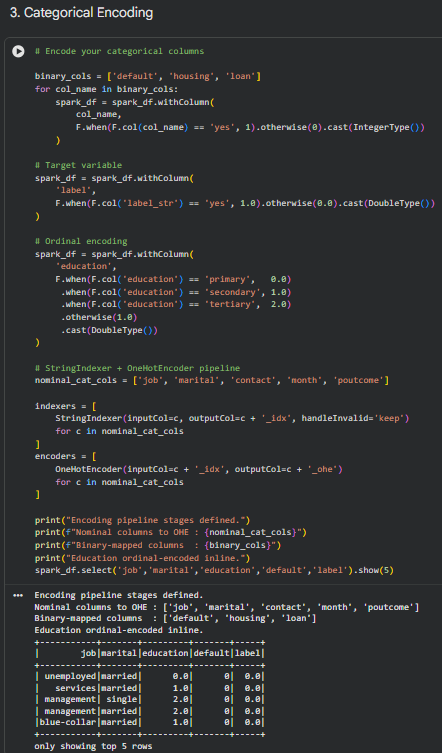 3. Categorical Encoding
# Encode your categorical columns
binary_cols = ['default', 'housing', 'loan']
for col_name in binary_cols:
    spark_df = spark_df.withColumn(
        col_name,
        F.when(F.col(col_name) == 'yes', 1).otherwise(0).cast(IntegerType())
    )
# Target variable
spark_df = spark_df.withColumn(
    'label',
    F.when(F.col('label_str') == 'yes', 1.0).otherwise(0.0).cast(DoubleType())
)
# Ordinal encoding
spark_df = spark_df.withColumn(
    'education',
    F.when(F.col('education') == 'primary',   0.0)
     .when(F.col('education') == 'secondary', 1.0)
     .when(F.col('education') == 'tertiary',  2.0)
     .otherwise(1.0)
     .cast(DoubleType())
)
# StringIndexer + OneHotEncoder pipeline
nominal_cat_cols = ['job', 'marital', 'contact', 'month', 'poutcome']
indexers = [
    StringIndexer(inputCol=c, outputCol=c + '_idx', handleInvalid='keep')
    for c in nominal_cat_cols
]
encoders = [
    OneHotEncoder(inputCol=c + '_idx', outputCol=c + '_ohe')
    for c in nominal_cat_cols
]
print("Encoding pipeline stages defined.")
print(f"Nominal columns to OHE : {nominal_cat_cols}")
print(f"Binary-mapped columns  : {binary_cols}")
print("Education ordinal-encoded inline.")
spark_df.select('job','marital','education','default','label').show(5)
Encoding pipeline stages defined.
Nominal columns to OHE : ['job', 'marital', 'contact', 'month', 'poutcome']
Binary-mapped columns  : ['default', 'housing', 'loan']
Education ordinal-encoded inline.
+-----------+-------+---------+-------+-----+
|        job|marital|education|default|label|
+-----------+-------+---------+-------+-----+
| unemployed|married|      0.0|      0|  0.0|
|   services|married|      1.0|      0|  0.0|
| management| single|      2.0|      0|  0.0|
| management|married|      2.0|      0|  0.0|
|blue-collar|married|      1.0|      0|  0.0|
+-----------+-------+---------+-------+-----+
only showing top 5 rows